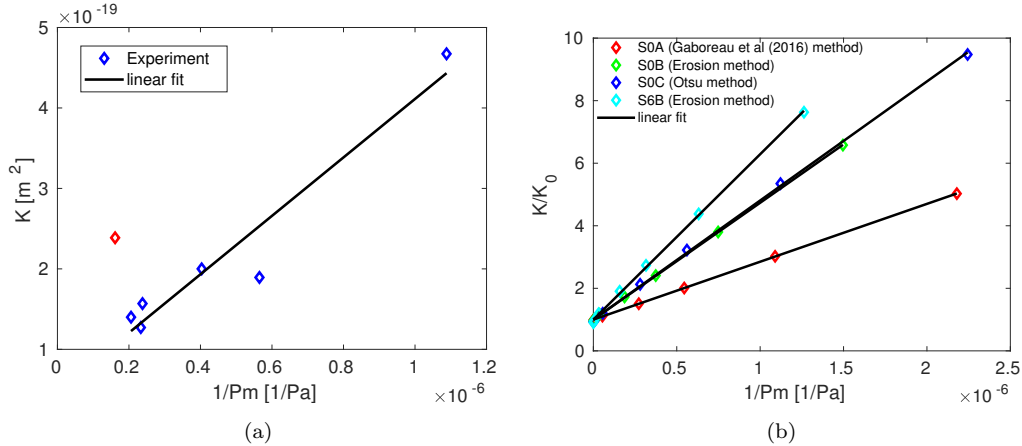 ×10⁻¹⁹
5
4
3
2
1
K [m²]
Experiment
linear fit
0 0.2 0.4 0.6 0.8 1 1.2
1/Pm [1/Pa]
×10⁻⁶
(a)
10
8
6
4
2
0
K/K₀
S0A (Gaboreau et al (2016) method)
S0B (Erosion method)
S0C (Otsu method)
S6B (Erosion method)
linear fit
0 0.5 1 1.5 2 2.5
1/Pm [1/Pa]
×10⁻⁶
(b)